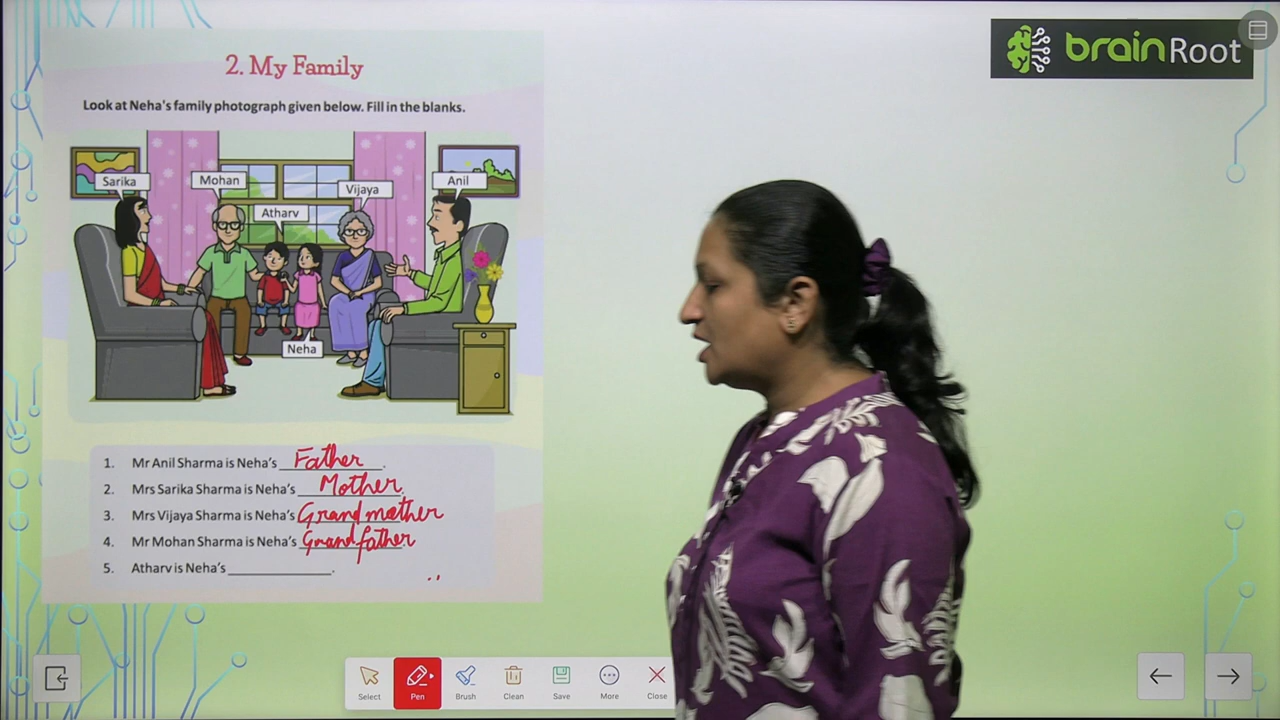 brainRoot
2. My Family
Look at Neha's family photograph given below. Fill in the blanks.
Sarika
Mohan
Vijaya
Anil
Atharv
Neha
1. Mr Anil Sharma is Neha's Father.
2. Mrs Sarika Sharma is Neha's Mother.
3. Mrs Vijaya Sharma is Neha's Grandmother
4. Mr Mohan Sharma is Neha's Grandfather.
5. Atharv is Neha's ____________.
Select Pen Brush Clean Save More Close